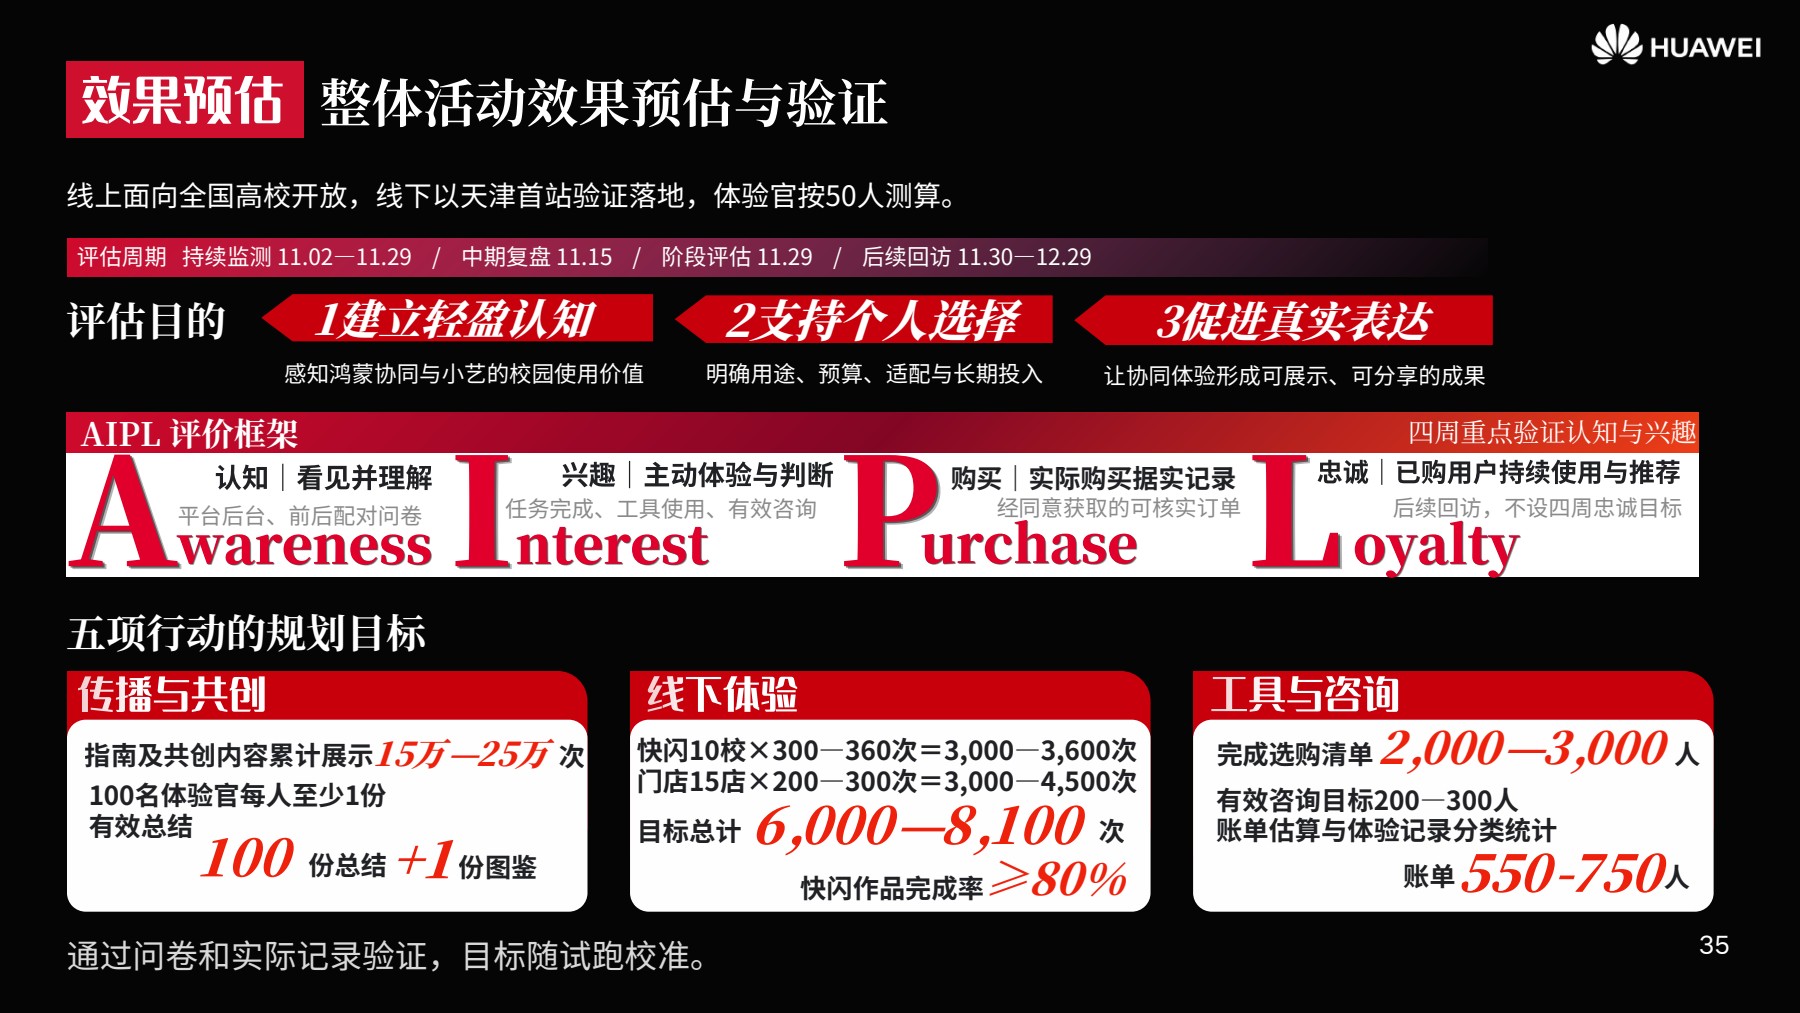 HUAWEI
效果预估 整体活动效果预估与验证
线上面向全国高校开放，线下以天津首站验证落地，体验官按50人测算。
评估周期 持续监测 11.02—11.29 / 中期复盘 11.15 / 阶段评估 11.29 / 后续回访 11.30—12.29
评估目的 1建立轻盈认知 2支持个人选择 3促进真实表达
感知鸿蒙协同与小艺的校园使用价值 明确用途、预算、适配与长期投入 让协同体验形成可展示、可分享的成果
AIPL 评价框架 四周重点验证认知与兴趣
认知｜看见并理解
平台后台、前后配对问卷
Awareness
兴趣｜主动体验与判断
任务完成、工具使用、有效咨询
Interest
购买｜实际购买据实记录
经同意获取的可核实订单
Purchase
忠诚｜已购用户持续使用与推荐
后续回访，不设四周忠诚目标
Loyalty
五项行动的规划目标
传播与共创
指南及共创内容累计展示15万—25万 次
100名体验官每人至少1份
有效总结
100 份总结 +1份图鉴
线下体验
快闪10校×300—360次＝3,000—3,600次
门店15店×200—300次＝3,000—4,500次
目标总计 6,000—8,100 次
快闪作品完成率≥80%
工具与咨询
完成选购清单 2,000—3,000 人
有效咨询目标200—300人
账单估算与体验记录分类统计
账单 550-750人
通过问卷和实际记录验证，目标随试跑校准。
35